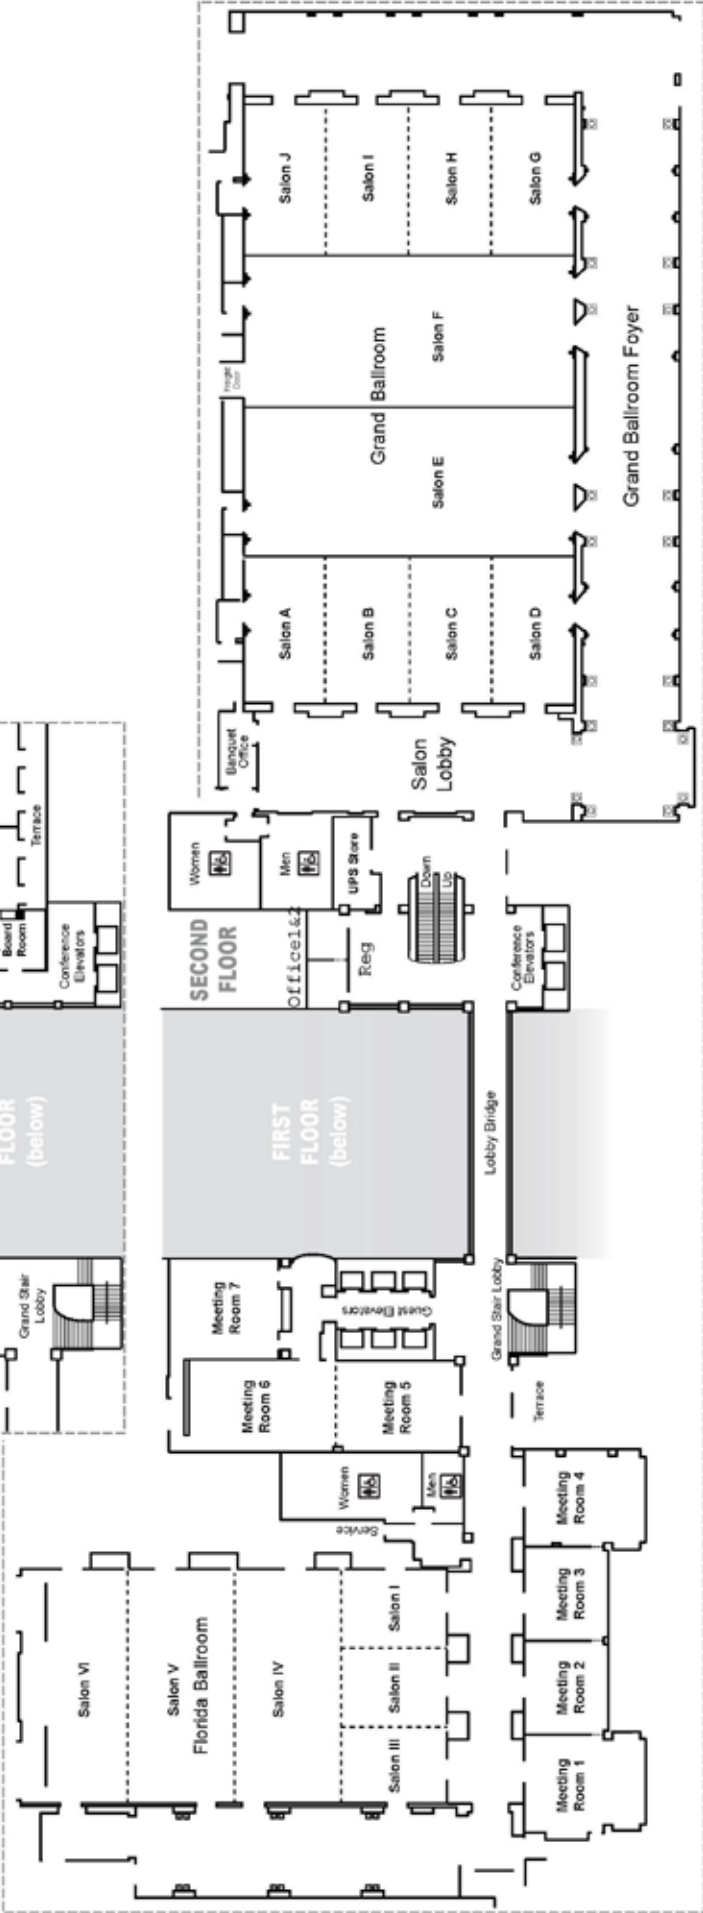 Salon J
Salon I
Salon H
Salon G
Salon F
Grand Ballroom
Salon E
Grand Ballroom Foyer
Freight
Door
Salon A
Salon B
Salon C
Salon D
Banquet
Office
Salon
Lobby
Women
Men
UPS Store
Down
Up
Terrace
Board
Room
Conference
Elevators
SECOND
FLOOR
Office1&2
Reg
Conference
Elevators
FLOOR
(below)
FIRST
FLOOR
(below)
Lobby Bridge
Grand Stair
Lobby
Meeting
Room 7
Guest Elevators
Grand Stair Lobby
Meeting
Room 6
Meeting
Room 5
Terrace
Women
Men
Service
Meeting
Room 4
Meeting
Room 3
Meeting
Room 2
Meeting
Room 1
Salon VI
Salon V
Florida Ballroom
Salon IV
Salon I
Salon II
Salon III